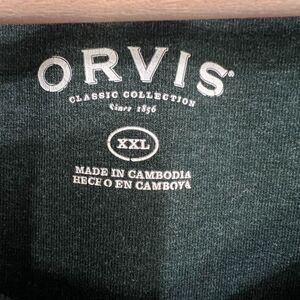 ORVIS®
CLASSIC COLLECTION
Since 1856
XXL
MADE IN CAMBODIA
HECHO EN CAMBOYA